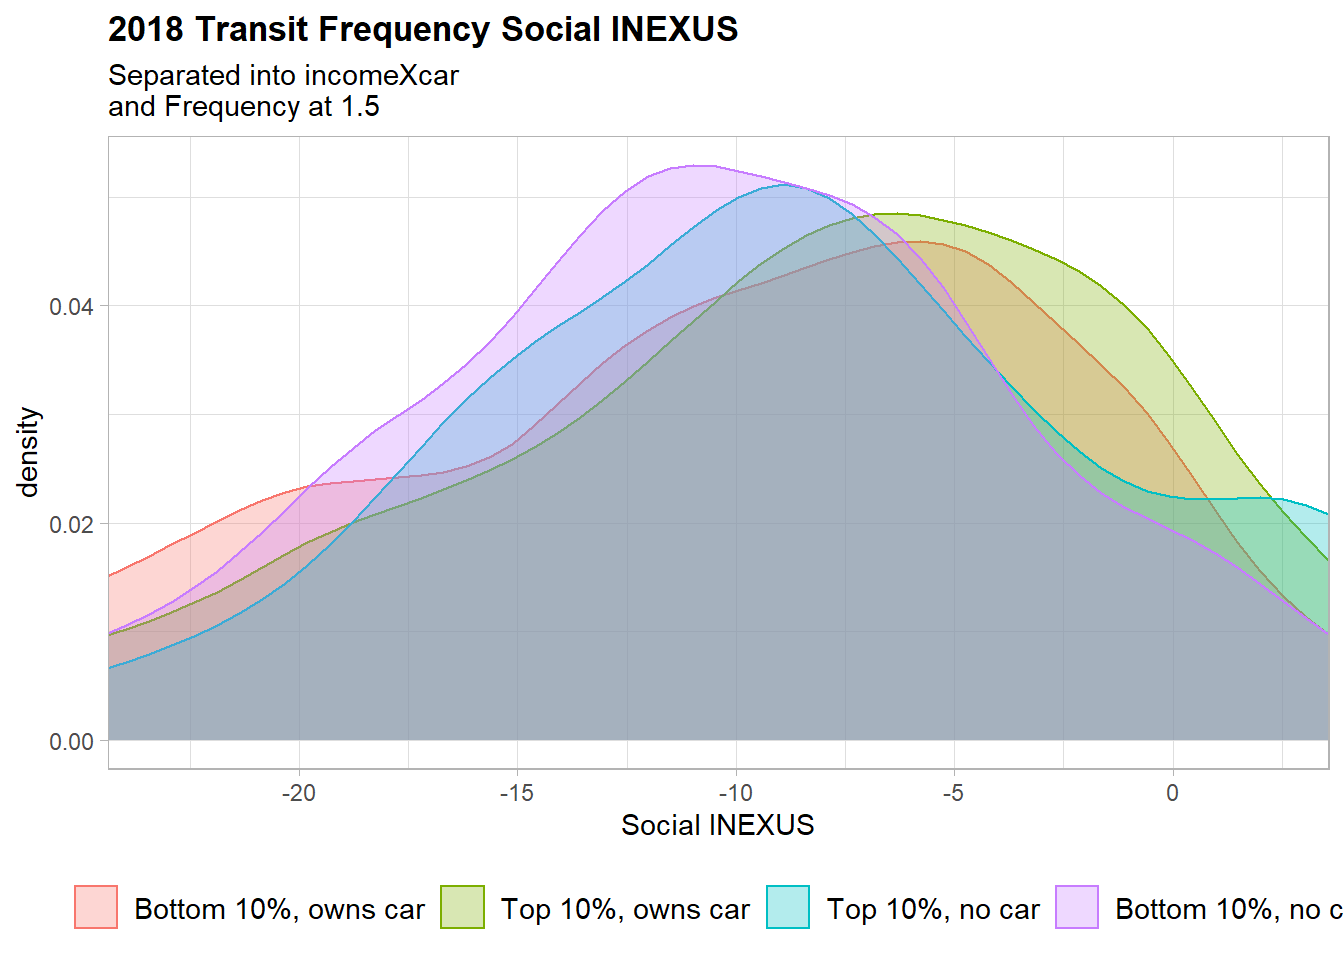 2018 Transit Frequency Social INEXUS
Separated into incomeXcar
and Frequency at 1.5
density
0.04
0.02
0.00
-20 -15 -10 -5 0
Social INEXUS
Bottom 10%, owns car Top 10%, owns car Top 10%, no car Bottom 10%, no c